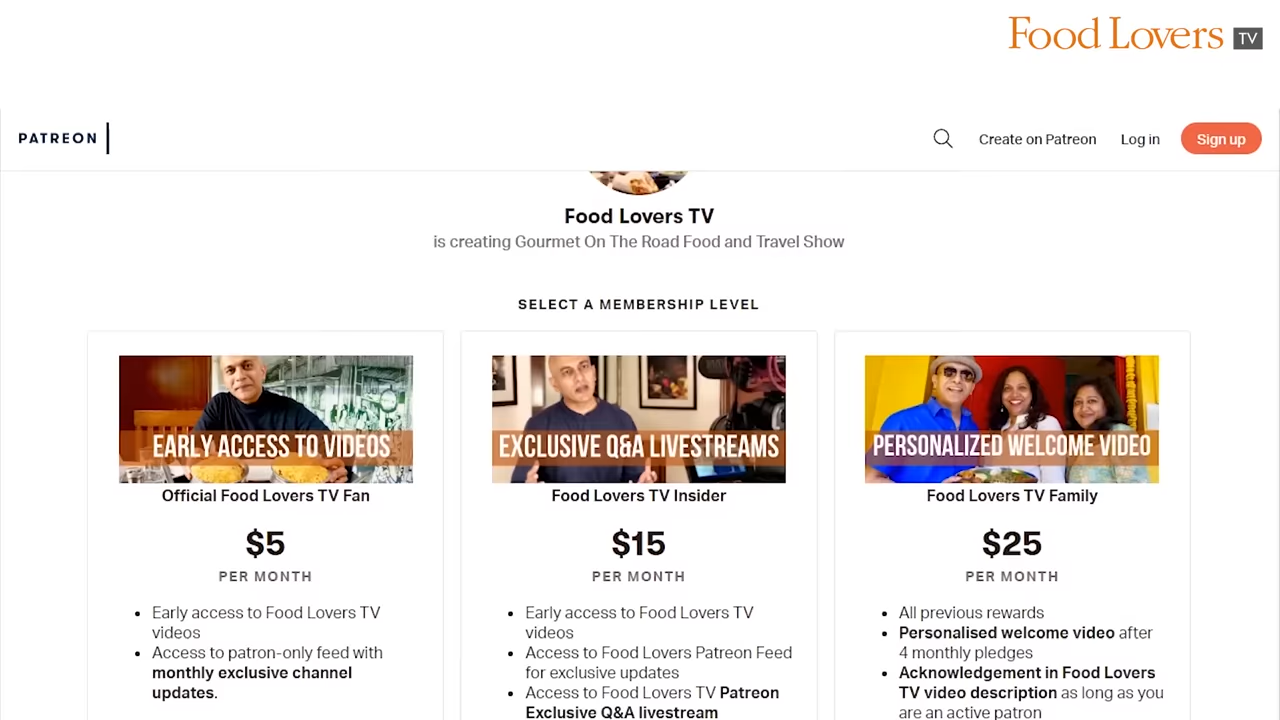 Food Lovers TV
PATREON
Create on Patreon
Log in
Sign up
Food Lovers TV
is creating Gourmet On The Road Food and Travel Show
SELECT A MEMBERSHIP LEVEL
EARLY ACCESS TO VIDEOS
Official Food Lovers TV Fan
$5
PER MONTH
• Early access to Food Lovers TV
videos
• Access to patron-only feed with
monthly exclusive channel
updates.
EXCLUSIVE Q&A LIVESTREAMS
Food Lovers TV Insider
$15
PER MONTH
• Early access to Food Lovers TV
videos
• Access to Food Lovers Patreon Feed
for exclusive updates
• Access to Food Lovers TV Patreon
Exclusive Q&A livestream
PERSONALIZED WELCOME VIDEO
Food Lovers TV Family
$25
PER MONTH
• All previous rewards
• Personalised welcome video after
4 monthly pledges
• Acknowledgement in Food Lovers
TV video description as long as you
are an active patron